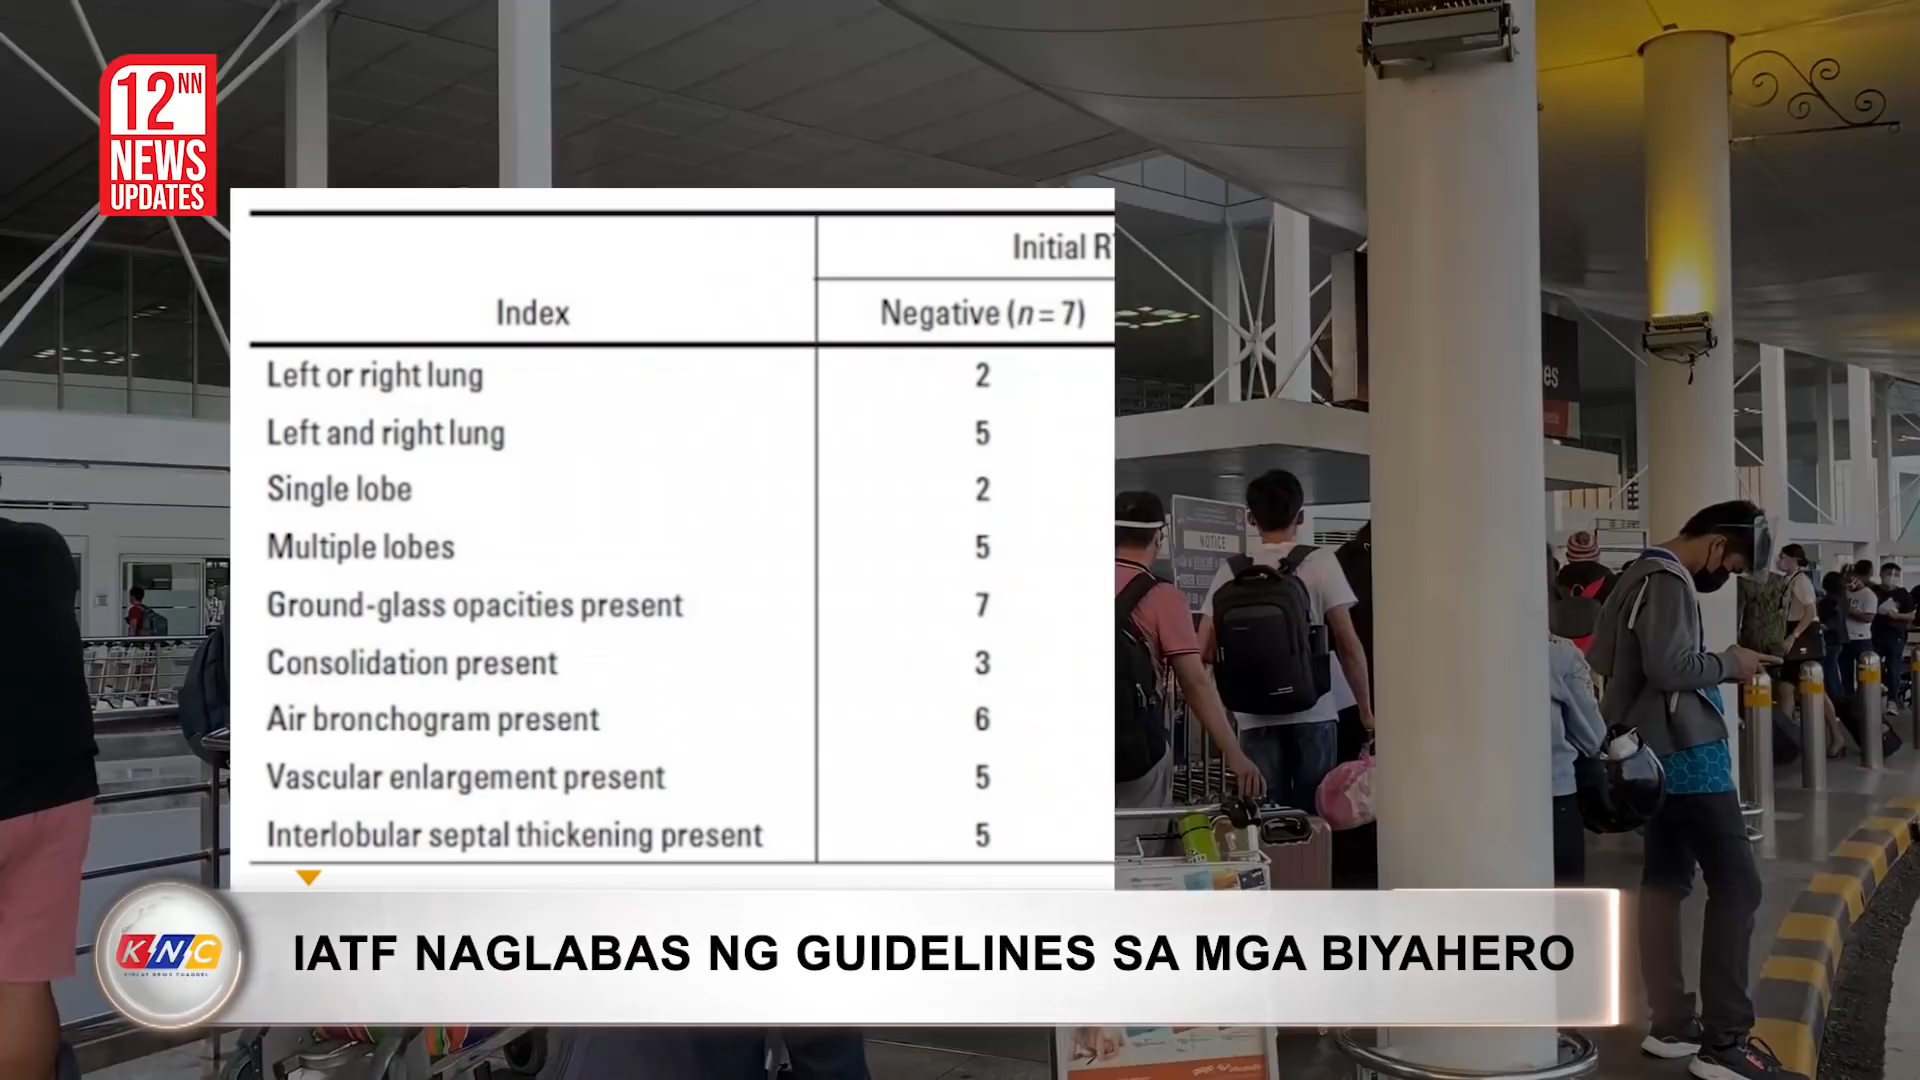 12NN
NEWS
UPDATES
Initial R
Index
Negative (n = 7)
Left or right lung 2
Left and right lung 5
Single lobe 2
Multiple lobes 5
Ground-glass opacities present 7
Consolidation present 3
Air bronchogram present 6
Vascular enlargement present 5
Interlobular septal thickening present 5
es
NOTICE
KNC
IATF NAGLABAS NG GUIDELINES SA MGA BIYAHERO